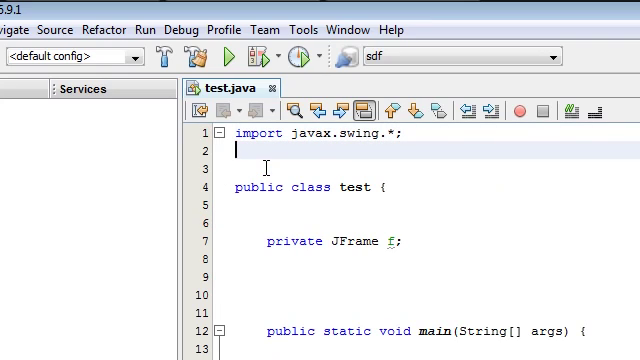 5.9.1
vigate Source Refactor Run Debug Profile Team Tools Window Help
<default config> sdf
Services test.java
1 import javax.swing.*;
2
3
4 public class test {
5
6
7 private JFrame f;
8
9
10
11
12 public static void main(String[] args) {
13